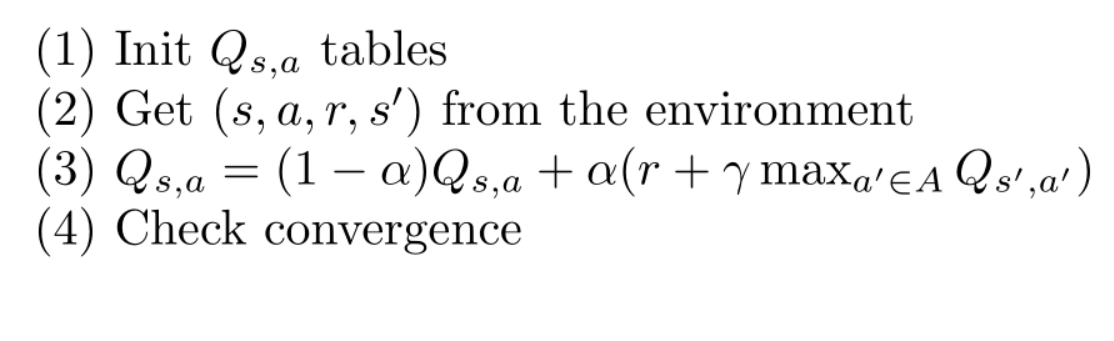 (1) Init Q_{s,a} tables
(2) Get (s, a, r, s′) from the environment
(3) Q_{s,a} = (1 − α)Q_{s,a} + α(r + γ max_{a′∈A} Q_{s′,a′})
(4) Check convergence